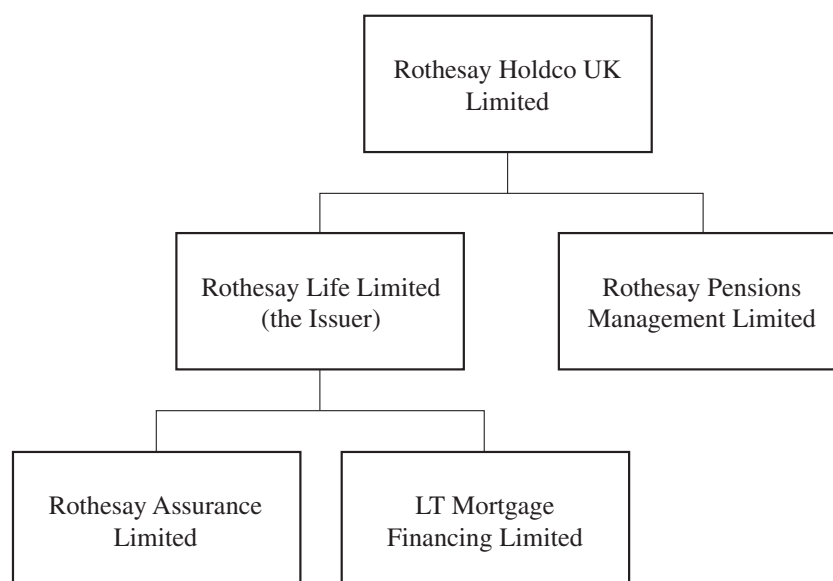 Rothesay Holdco UK
Limited
Rothesay Life Limited
(the Issuer)
Rothesay Pensions
Management Limited
Rothesay Assurance
Limited
LT Mortgage
Financing Limited